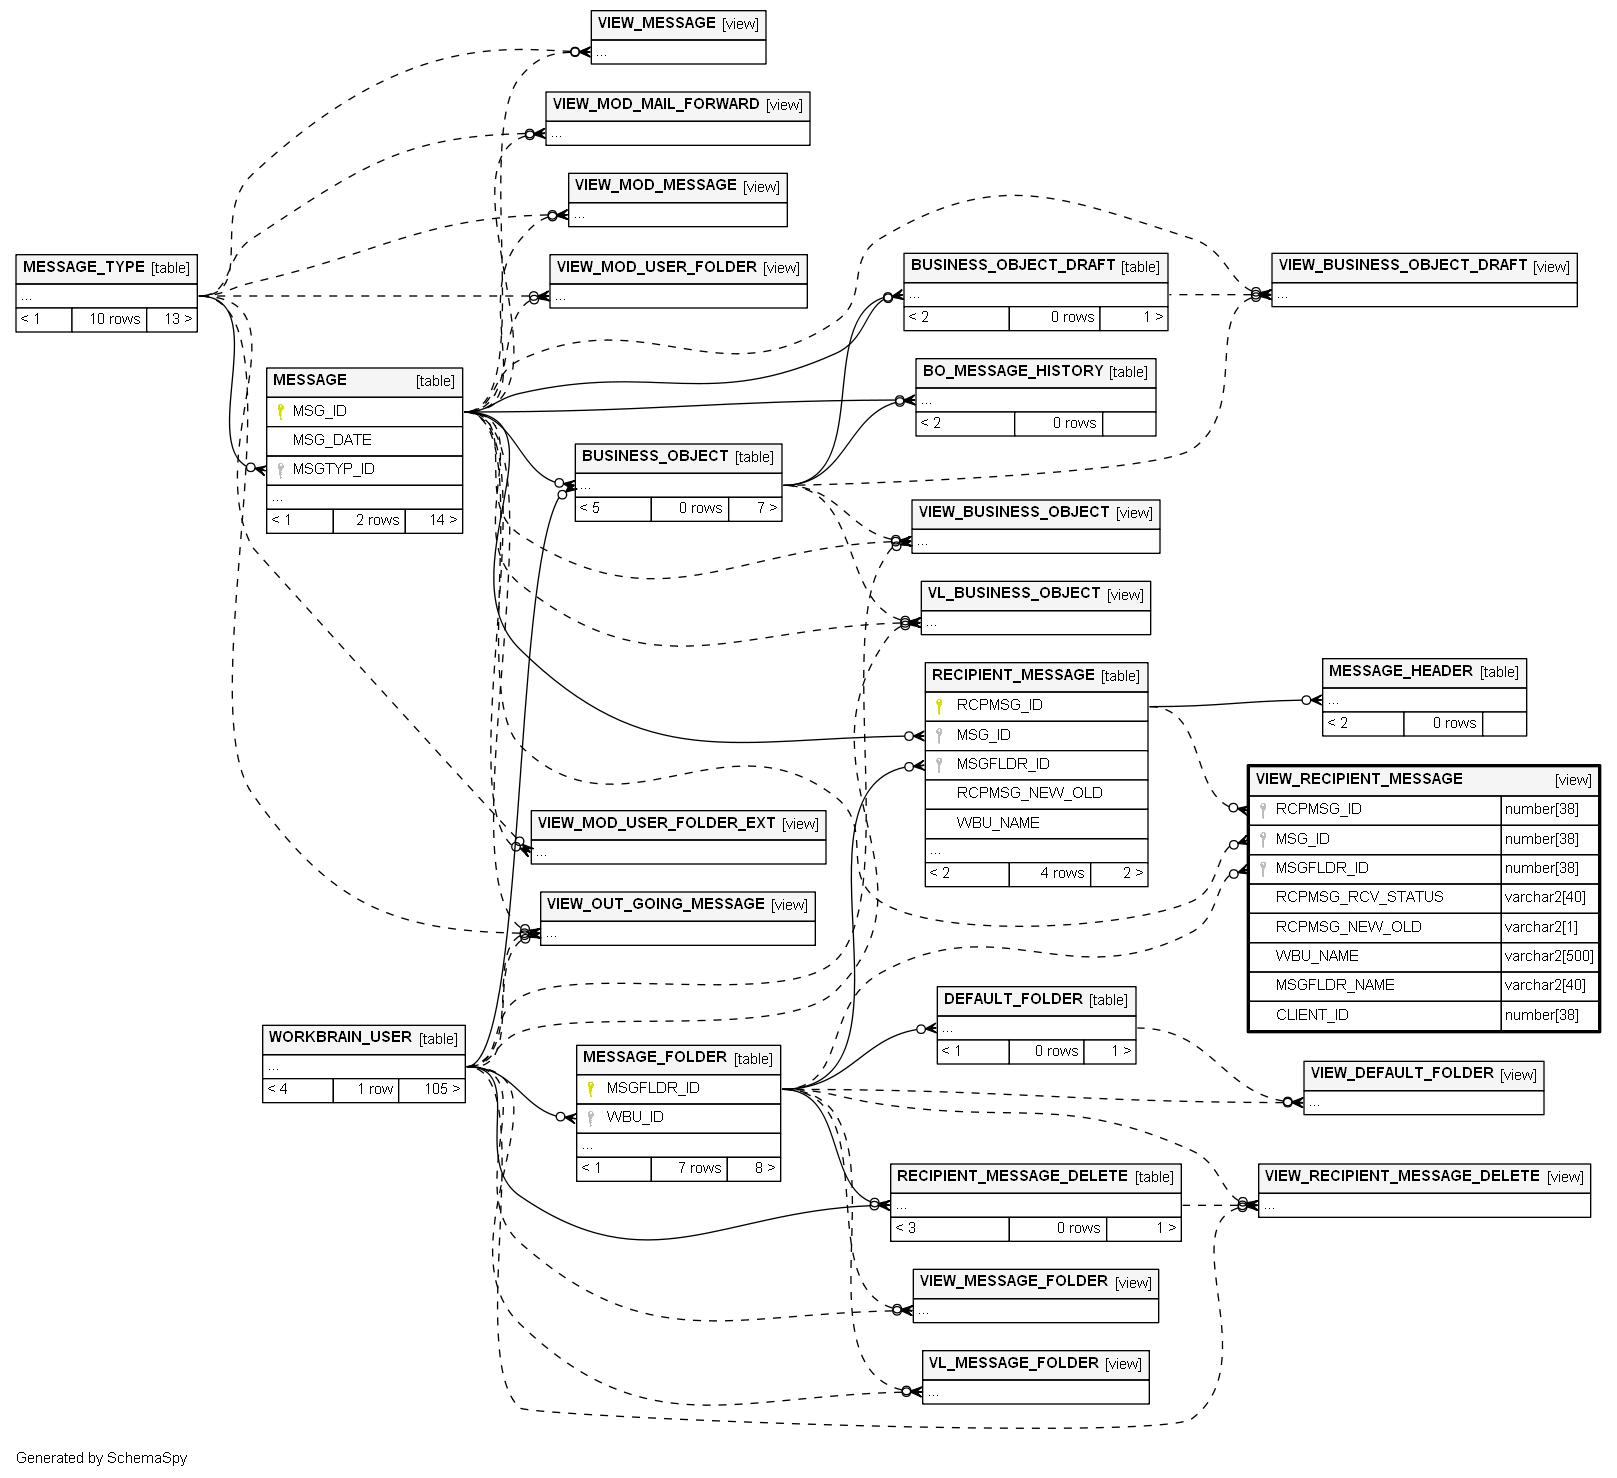 VIEW_MESSAGE [view]
...
VIEW_MOD_MAIL_FORWARD [view]
...
VIEW_MOD_MESSAGE [view]
...
MESSAGE_TYPE [table]
...
< 1 10 rows 13 >
VIEW_MOD_USER_FOLDER [view]
...
BUSINESS_OBJECT_DRAFT [table]
...
< 2 0 rows 1 >
VIEW_BUSINESS_OBJECT_DRAFT [view]
...
MESSAGE [table]
MSG_ID
MSG_DATE
MSGTYP_ID
...
< 1 2 rows 14 >
BO_MESSAGE_HISTORY [table]
...
< 2 0 rows
BUSINESS_OBJECT [table]
...
< 5 0 rows 7 >
VIEW_BUSINESS_OBJECT [view]
...
VL_BUSINESS_OBJECT [view]
...
RECIPIENT_MESSAGE [table]
RCPMSG_ID
MSG_ID
MSGFLDR_ID
RCPMSG_NEW_OLD
WBU_NAME
...
< 2 4 rows 2 >
MESSAGE_HEADER [table]
...
< 2 0 rows
VIEW_RECIPIENT_MESSAGE [view]
RCPMSG_ID number[38]
MSG_ID number[38]
MSGFLDR_ID number[38]
RCPMSG_RCV_STATUS varchar2[40]
RCPMSG_NEW_OLD varchar2[1]
WBU_NAME varchar2[500]
MSGFLDR_NAME varchar2[40]
CLIENT_ID number[38]
VIEW_MOD_USER_FOLDER_EXT [view]
...
VIEW_OUT_GOING_MESSAGE [view]
...
WORKBRAIN_USER [table]
...
< 4 1 row 105 >
MESSAGE_FOLDER [table]
MSGFLDR_ID
WBU_ID
...
< 1 7 rows 8 >
DEFAULT_FOLDER [table]
...
< 1 0 rows 1 >
VIEW_DEFAULT_FOLDER [view]
...
RECIPIENT_MESSAGE_DELETE [table]
...
< 3 0 rows 1 >
VIEW_RECIPIENT_MESSAGE_DELETE [view]
...
VIEW_MESSAGE_FOLDER [view]
...
VL_MESSAGE_FOLDER [view]
...
Generated by SchemaSpy